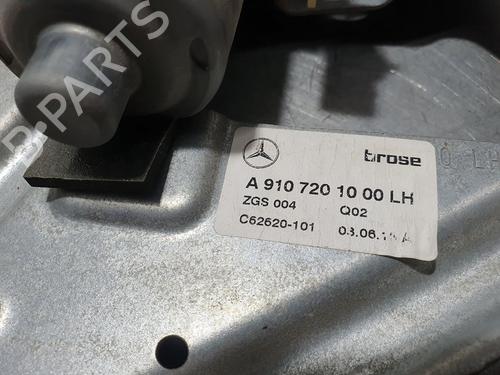 brose
A 910 720 10 00 LH
ZGS 004 Q02
C62620-101
B-PARTS